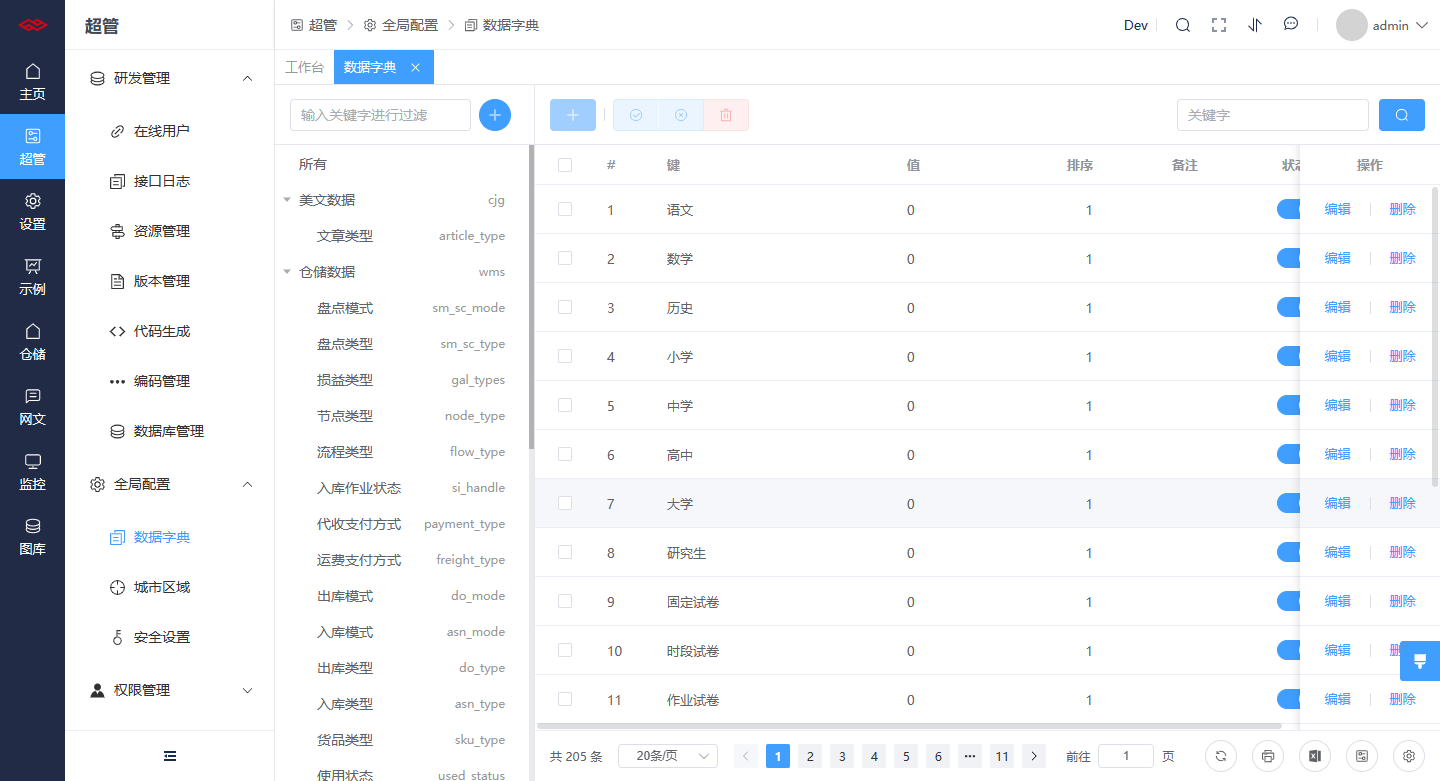 超管
超管 > 全局配置 > 数据字典
Dev
admin
主页
超管
设置
示例
仓储
网文
监控
图库
研发管理
在线用户
接口日志
资源管理
版本管理
代码生成
编码管理
数据库管理
全局配置
数据字典
城市区域
安全设置
权限管理
工作台 数据字典
输入关键字进行过滤
关键字
所有
美文数据 cjg
文章类型 article_type
仓储数据 wms
盘点模式 sm_sc_mode
盘点类型 sm_sc_type
损益类型 gal_types
节点类型 node_type
流程类型 flow_type
入库作业状态 si_handle
代收支付方式 payment_type
运费支付方式 freight_type
出库模式 do_mode
入库模式 asn_mode
出库类型 do_type
入库类型 asn_type
货品类型 sku_type
使用状态 used_status
# 键 值 排序 备注 状态 操作
1 语文 0 1 编辑 删除
2 数学 0 1 编辑 删除
3 历史 0 1 编辑 删除
4 小学 0 1 编辑 删除
5 中学 0 1 编辑 删除
6 高中 0 1 编辑 删除
7 大学 0 1 编辑 删除
8 研究生 0 1 编辑 删除
9 固定试卷 0 1 编辑 删除
10 时段试卷 0 1 编辑 删除
11 作业试卷 0 1 编辑 删除
共 205 条 20条/页 1 2 3 4 5 6 ··· 11 前往 1 页